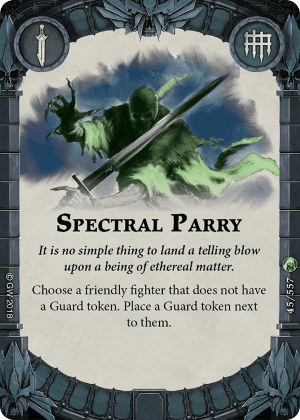 SPECTRAL PARRY
It is no simple thing to land a telling blow
upon a being of ethereal matter.
Choose a friendly fighter that does not have
a Guard token. Place a Guard token next
to them.
© GW 2018
45/557